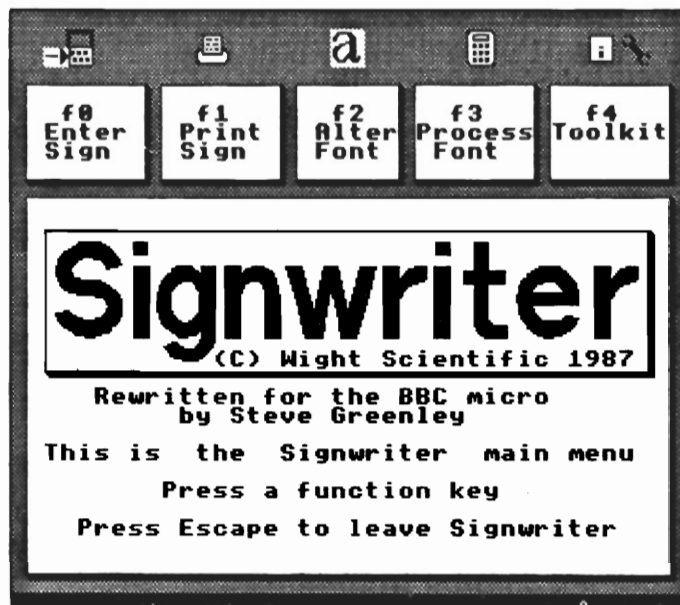 a
i
f0 f1 f2 f3 f4
Enter Print Alter Process Toolkit
Sign Sign Font Font
Signwriter
(C) Wight Scientific 1987
Rewritten for the BBC micro
by Steve Greenley
This is the Signwriter main menu
Press a function key
Press Escape to leave Signwriter